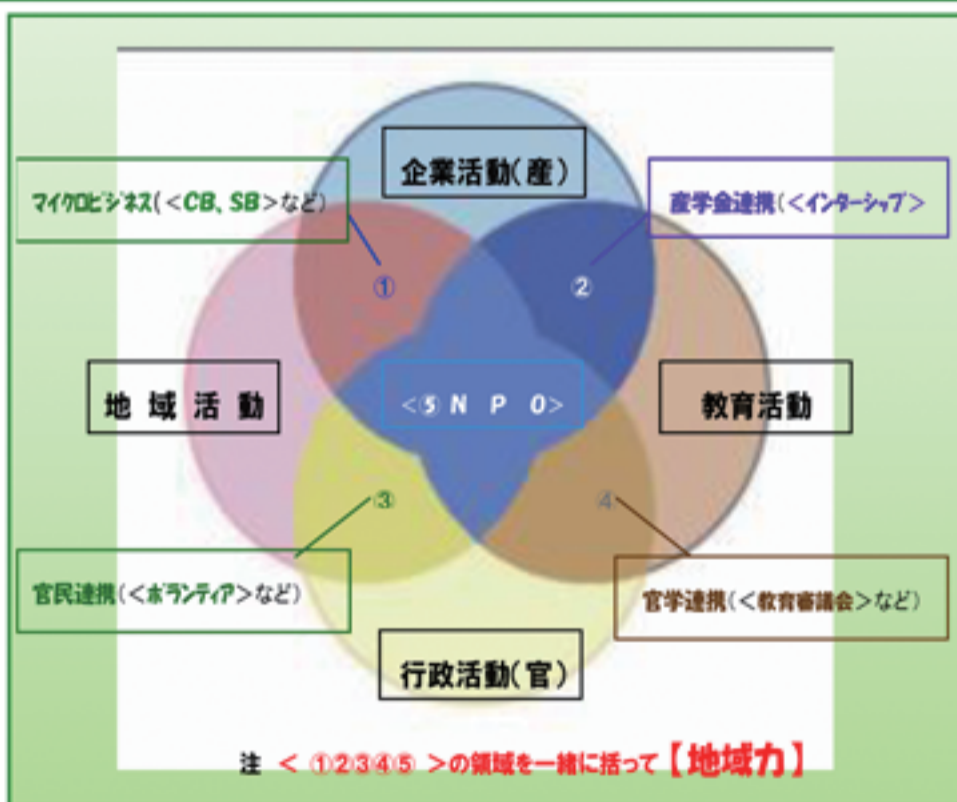 企業活動(産)
マイクロビジネス(<CB、SB>など)
産学金連携(<インターシップ>
①
②
地 域 活 動
<⑤ N P O>
教育活動
③
④
官民連携(<ボランティア>など)
官学連携(<教育審議会>など)
行政活動(官)
注 < ①②③④⑤ >の領域を一緒に括って【地域力】